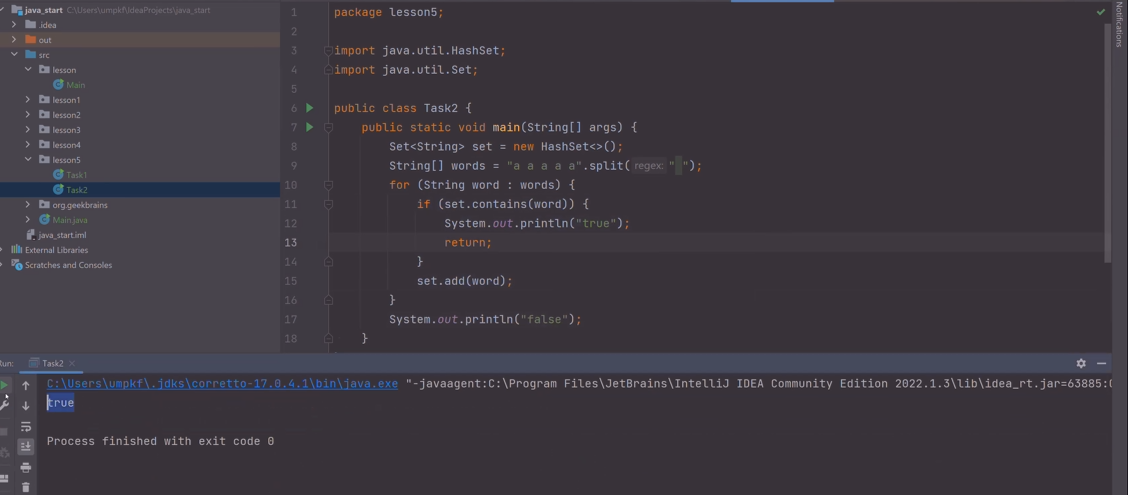 java_start C:\Users\umpkf\IdeaProjects\java_start
.idea
out
src
lesson
Main
lesson1
lesson2
lesson3
lesson4
lesson5
Task1
Task2
org.geekbrains
Main.java
java_start.iml
External Libraries
Scratches and Consoles
1 package lesson5;
2
3 import java.util.HashSet;
4 import java.util.Set;
5
6 public class Task2 {
7 public static void main(String[] args) {
8 Set<String> set = new HashSet<>();
9 String[] words = "a a a a a".split( regex: " ");
10 for (String word : words) {
11 if (set.contains(word)) {
12 System.out.println("true");
13 return;
14 }
15 set.add(word);
16 }
17 System.out.println("false");
18 }
Notifications
Run: Task2
C:\Users\umpkf\.jdks\corretto-17.0.4.1\bin\java.exe "-javaagent:C:\Program Files\JetBrains\IntelliJ IDEA Community Edition 2022.1.3\lib\idea_rt.jar=63885:
true
Process finished with exit code 0